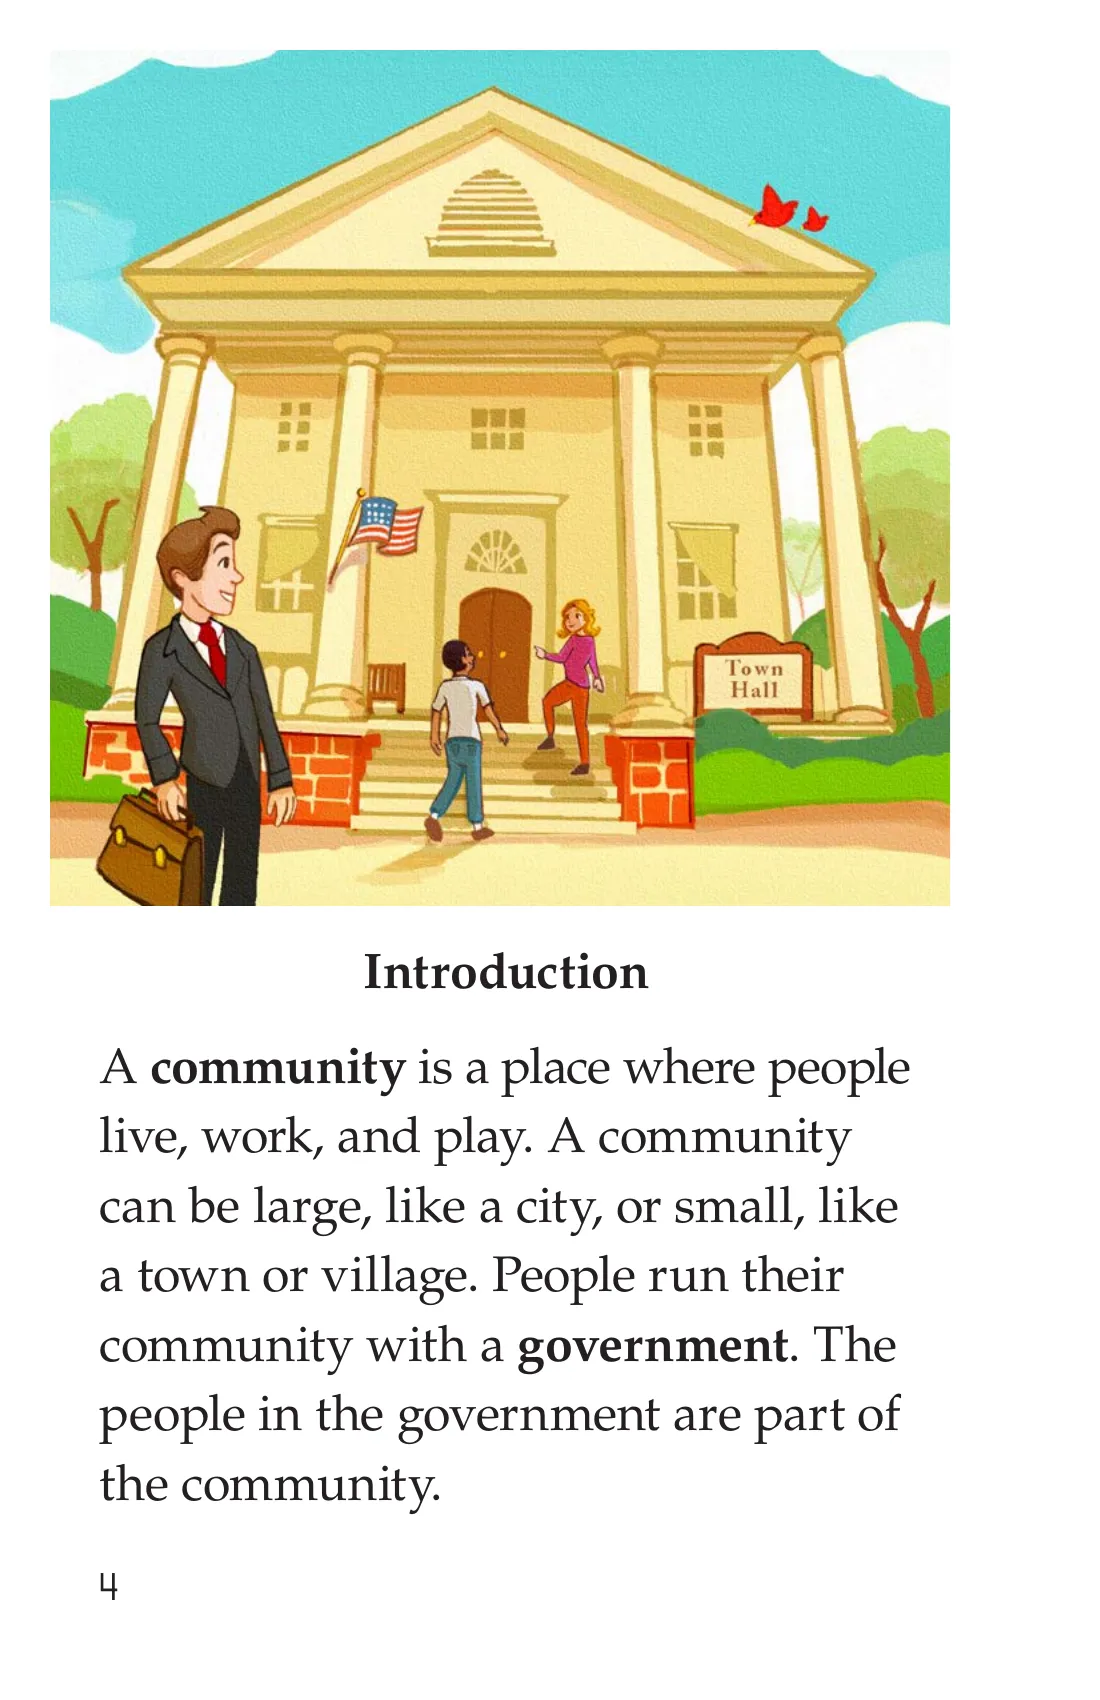 Town
Hall
Introduction
A community is a place where people
live, work, and play. A community
can be large, like a city, or small, like
a town or village. People run their
community with a government. The
people in the government are part of
the community.
4